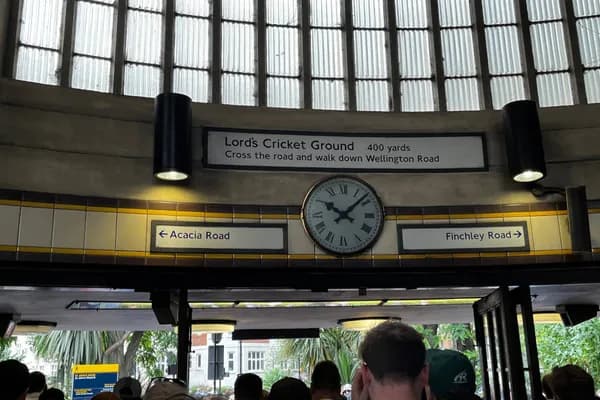 Lord's Cricket Ground 400 yards
Cross the road and walk down Wellington Road
← Acacia Road
Finchley Road →